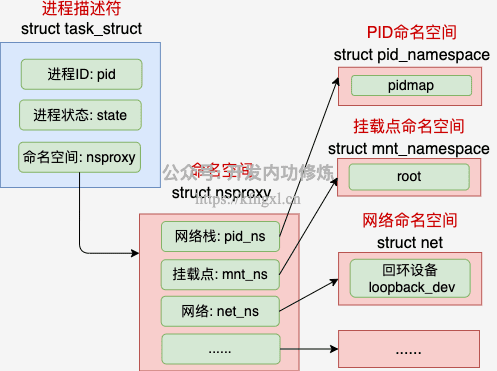 进程描述符
struct task_struct
进程ID: pid
进程状态: state
命名空间: nsproxy
PID命名空间
struct pid_namespace
pidmap
挂载点命名空间
struct mnt_namespace
root
公众号: 开发内功修炼
https://kfngxl.cn
命名空间
struct nsproxy
网络栈: pid_ns
挂载点: mnt_ns
网络: net_ns
......
网络命名空间
struct net
回环设备
loopback_dev
......